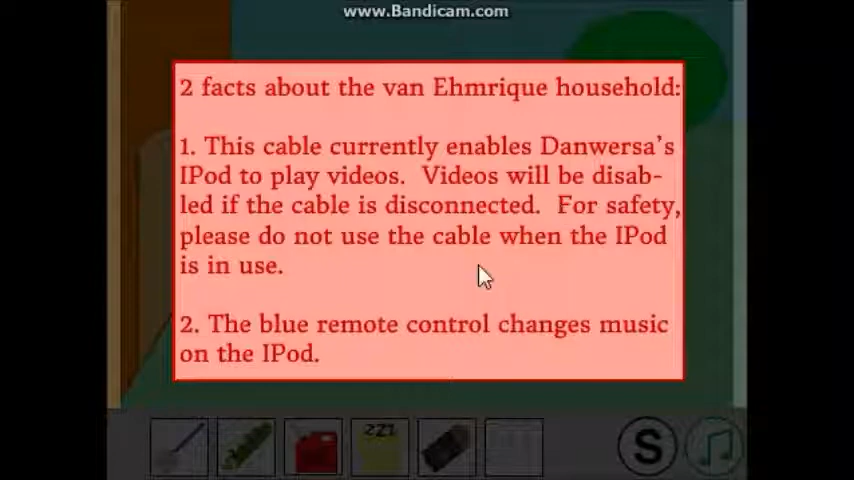 www.Bandicam.com
2 facts about the van Ehmrique household:
1. This cable currently enables Danwersa's
IPod to play videos.  Videos will be disab-
led if the cable is disconnected.  For safety,
please do not use the cable when the IPod
is in use.
2. The blue remote control changes music
on the IPod.
221
S